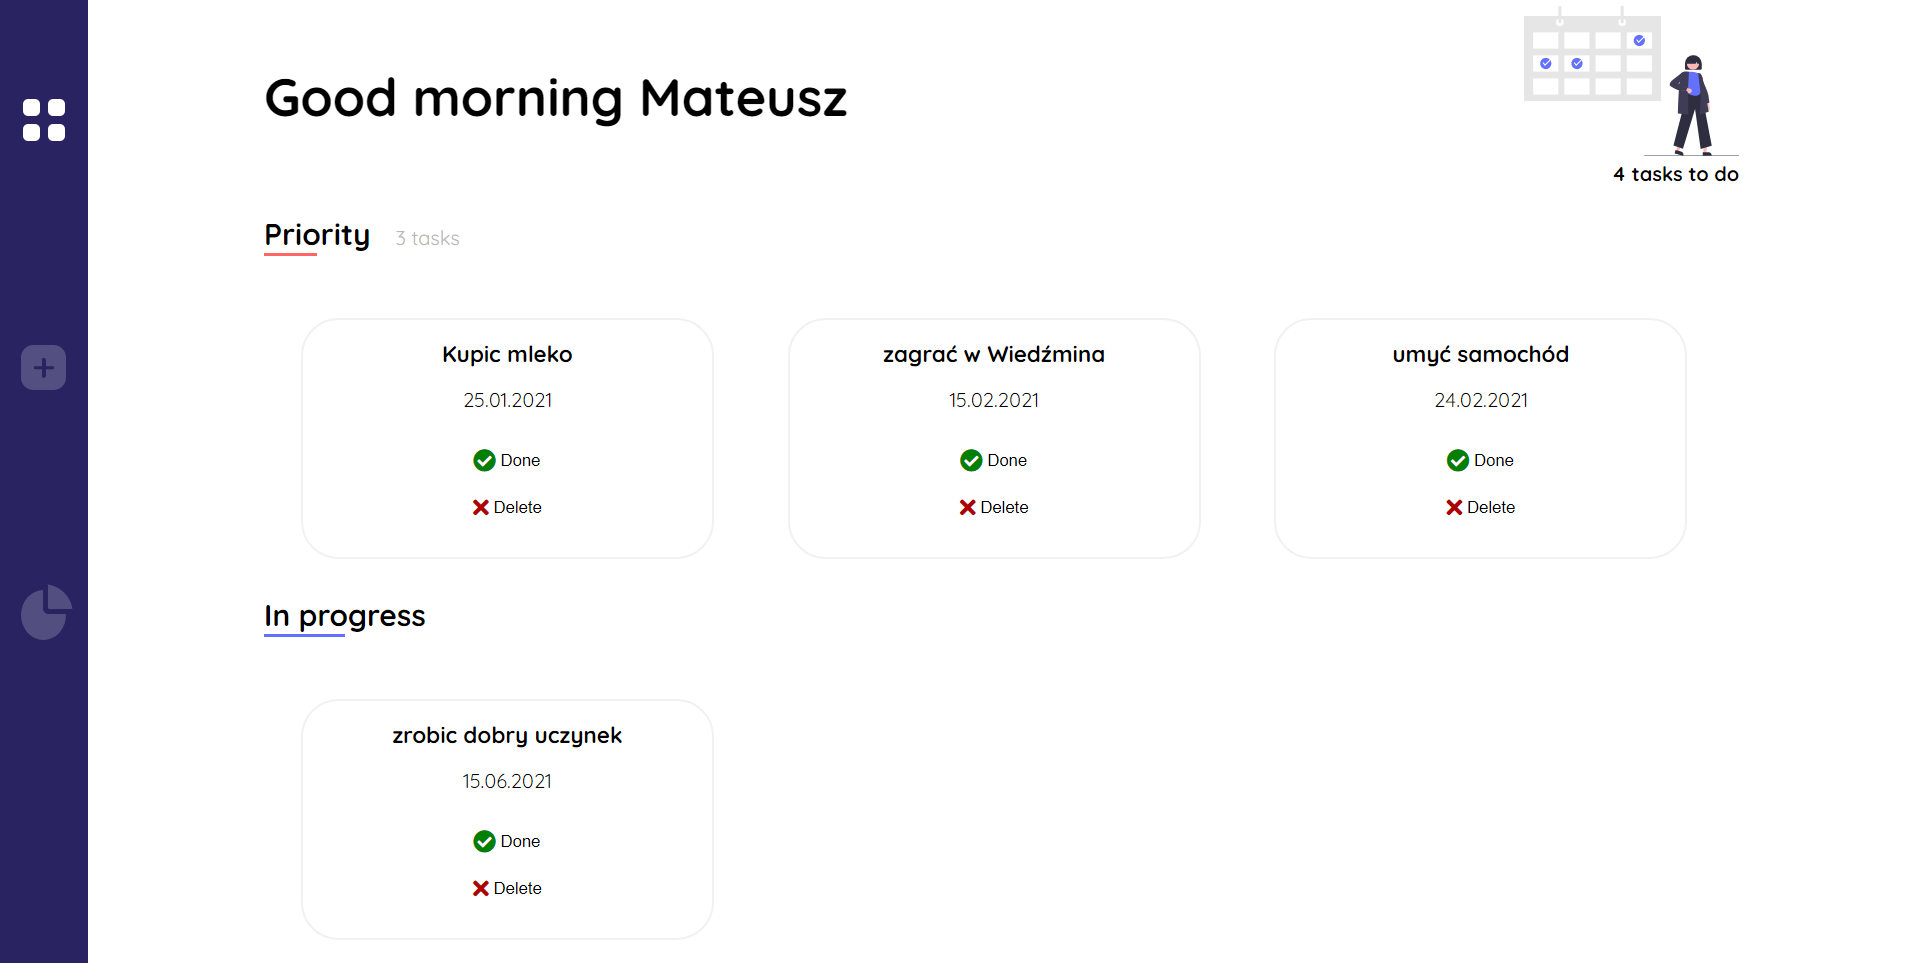 Good morning Mateusz
4 tasks to do
Priority 3 tasks
Kupic mleko
25.01.2021
Done
Delete
zagrać w Wiedźmina
15.02.2021
Done
Delete
umyć samochód
24.02.2021
Done
Delete
In progress
zrobic dobry uczynek
15.06.2021
Done
Delete